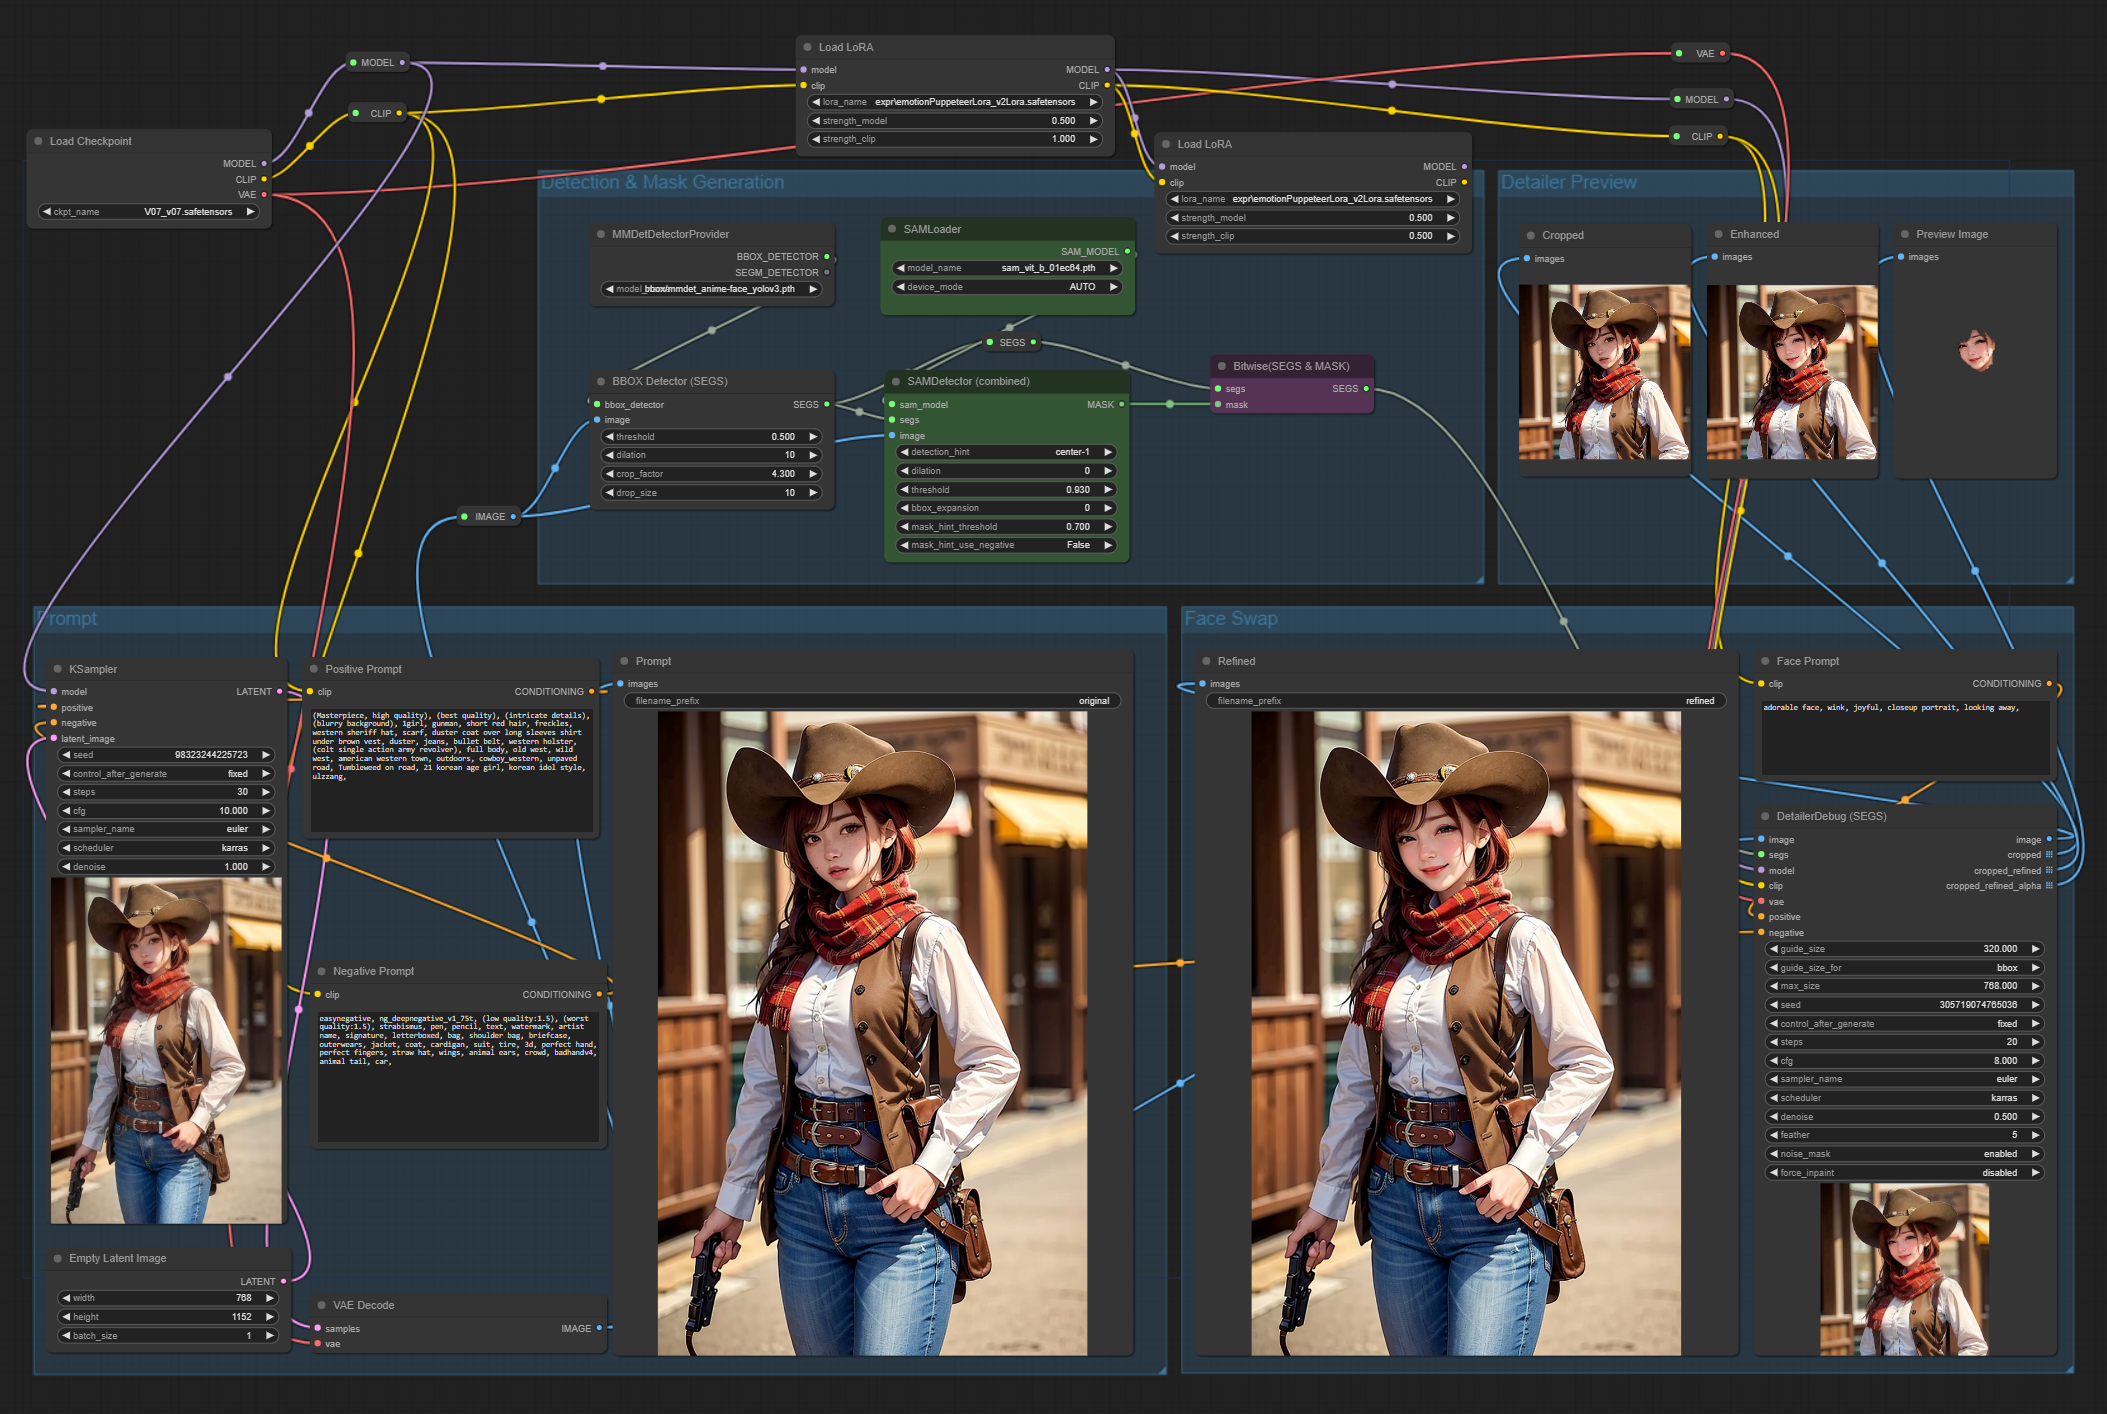 MODEL
CLIP
Load Checkpoint
MODEL
CLIP
VAE
ckpt_name V07_v07.safetensors
Load LoRA
model MODEL
clip CLIP
lora_name expr\emotionPuppeteerLora_v2Lora.safetensors
strength_model 0.500
strength_clip 1.000
Load LoRA
model MODEL
clip CLIP
lora_name expr\emotionPuppeteerLora_v2Lora.safetensors
strength_model 0.500
strength_clip 0.500
VAE
MODEL
CLIP
Detection & Mask Generation
MMDetDetectorProvider
BBOX_DETECTOR
SEGM_DETECTOR
bbox/mmdet_anime-face_yolov3.pth
SAMLoader
SAM_MODEL
model_name sam_vit_b_01ec64.pth
device_mode AUTO
SEGS
BBOX Detector (SEGS)
bbox_detector SEGS
image
threshold 0.500
dilation 10
crop_factor 4.300
drop_size 10
IMAGE
SAMDetector (combined)
sam_model MASK
segs
image
detection_hint center-1
dilation 0
threshold 0.930
bbox_expansion 0
mask_hint_threshold 0.700
mask_hint_use_negative False
Bitwise(SEGS & MASK)
segs SEGS
mask
Detailer Preview
Cropped
images
Enhanced
images
Preview Image
images
Prompt
KSampler
model LATENT
positive
negative
latent_image
seed 98323244225723
control_after_generate fixed
steps 30
cfg 10.000
sampler_name euler
scheduler karras
denoise 1.000
Empty Latent Image
LATENT
width 768
height 1152
batch_size 1
Positive Prompt
clip CONDITIONING
(Masterpiece, high quality), (best quality), (intricate details),
(blurry background), 1girl, gunman, short red hair, freckles,
western sheriff hat, scarf, duster coat over long sleeves shirt
under brown vest, duster, jeans, bullet belt, western holster,
(colt single action army revolver), full body, old west, wild
west, american western town, outdoors, cowboy_western, unpaved
road, Tumbleweed on road, 21 korean age girl, korean idol style,
ulzzang,
Negative Prompt
clip CONDITIONING
easynegative, ng_deepnegative_v1_75t, (low quality:1.5), (worst
quality:1.5), strabismus, pen, pencil, text, watermark, artist
name, signature, letterboxed, bag, shoulder bag, briefcase,
outerwears, jacket, coat, cardigan, suit, tire, 3d, perfect hand,
perfect fingers, straw hat, wings, animal ears, crowd, badhandv4,
animal tail, car,
VAE Decode
samples IMAGE
vae
Prompt
images
filename_prefix original
Face Swap
Refined
images
filename_prefix refined
Face Prompt
clip CONDITIONING
adorable face, wink, joyful, closeup portrait, looking away,
DetailerDebug (SEGS)
image image
segs cropped
model cropped_refined
clip cropped_refined_alpha
vae
positive
negative
guide_size 320.000
guide_size_for bbox
max_size 768.000
seed 305719074765036
control_after_generate fixed
steps 20
cfg 8.000
sampler_name euler
scheduler karras
denoise 0.500
feather 5
noise_mask enabled
force_inpaint disabled